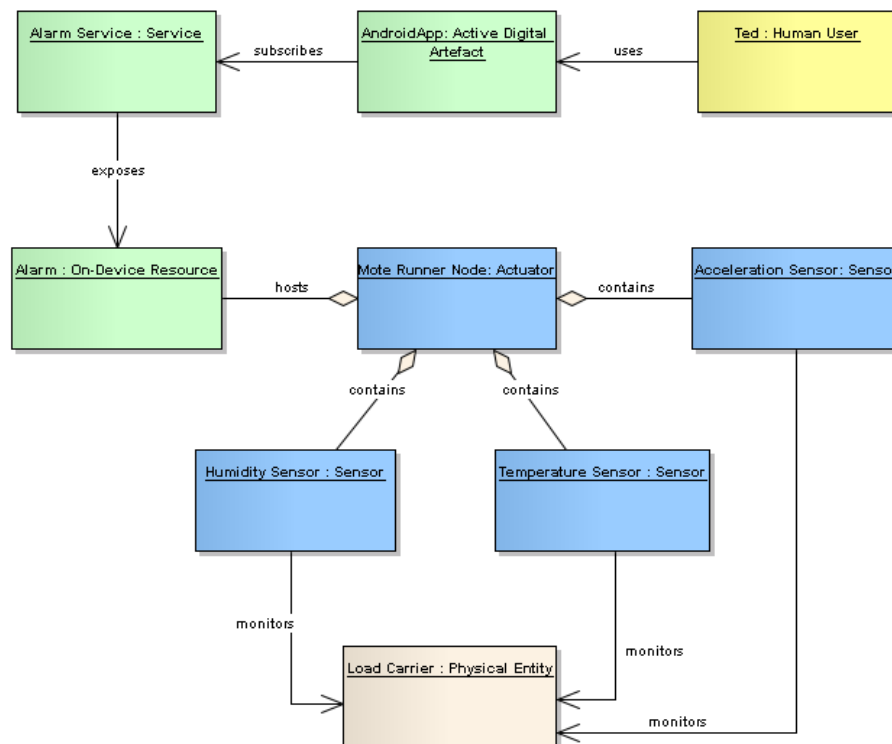 Alarm Service : Service
subscribes
AndroidApp: Active Digital
Artefact
uses
Ted : Human User
exposes
Alarm : On-Device Resource
hosts
Mote Runner Node: Actuator
contains
Acceleration Sensor: Senso
contains
contains
Humidity Sensor : Sensor
Temperature Sensor : Sensor
monitors
monitors
Load Carrier : Physical Entity
monitors